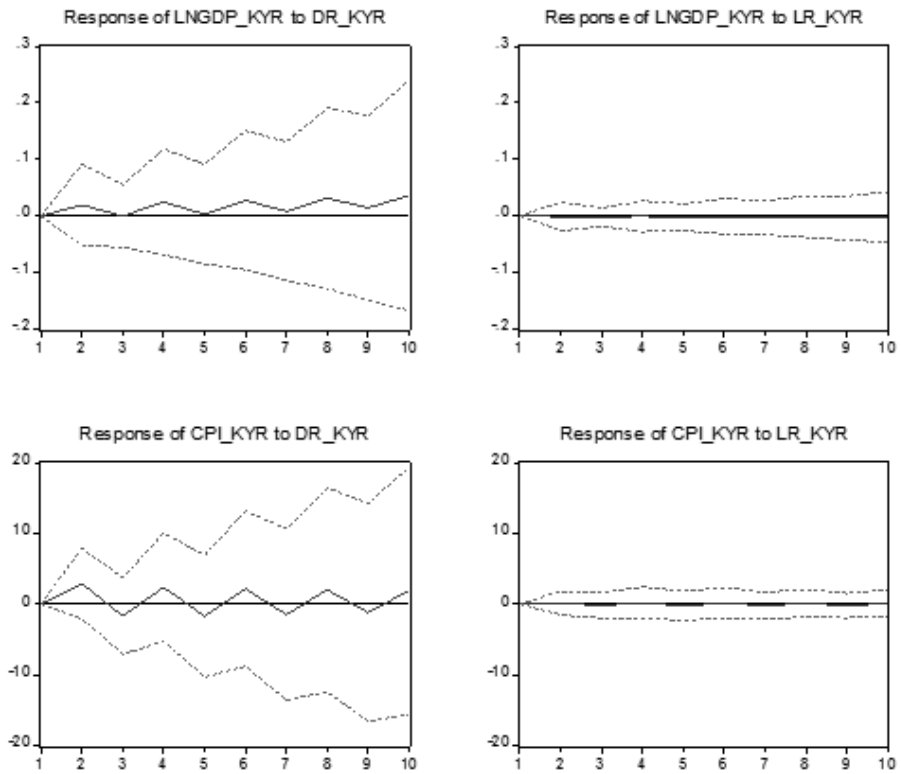 Response of LNGDP_KYR to DR_KYR
.3
.2
.1
.0
-.1
-.2
1 2 3 4 5 6 7 8 9 10
Response of LNGDP_KYR to LR_KYR
.3
.2
.1
.0
-.1
-.2
1 2 3 4 5 6 7 8 9 10
Response of CPI_KYR to DR_KYR
20
10
0
-10
-20
1 2 3 4 5 6 7 8 9 10
Response of CPI_KYR to LR_KYR
20
10
0
-10
-20
1 2 3 4 5 6 7 8 9 10